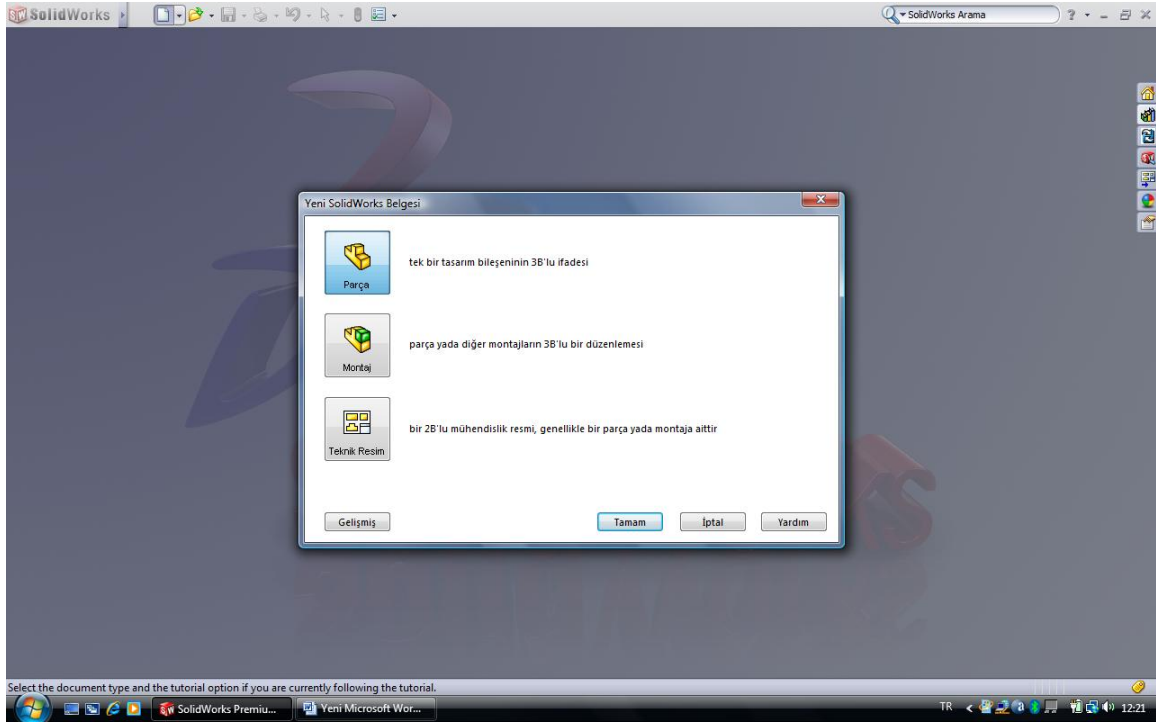 SolidWorks
SolidWorks Arama
Yeni SolidWorks Belgesi
Parça
tek bir tasarım bileşeninin 3B'lu ifadesi
Montaj
parça yada diğer montajların 3B'lu bir düzenlemesi
Teknik Resim
bir 2B'lu mühendislik resmi, genellikle bir parça yada montaja aittir
Gelişmiş
Tamam
İptal
Yardım
Select the document type and the tutorial option if you are currently following the tutorial.
SolidWorks Premiu...
Yeni Microsoft Wor...
TR
12:21